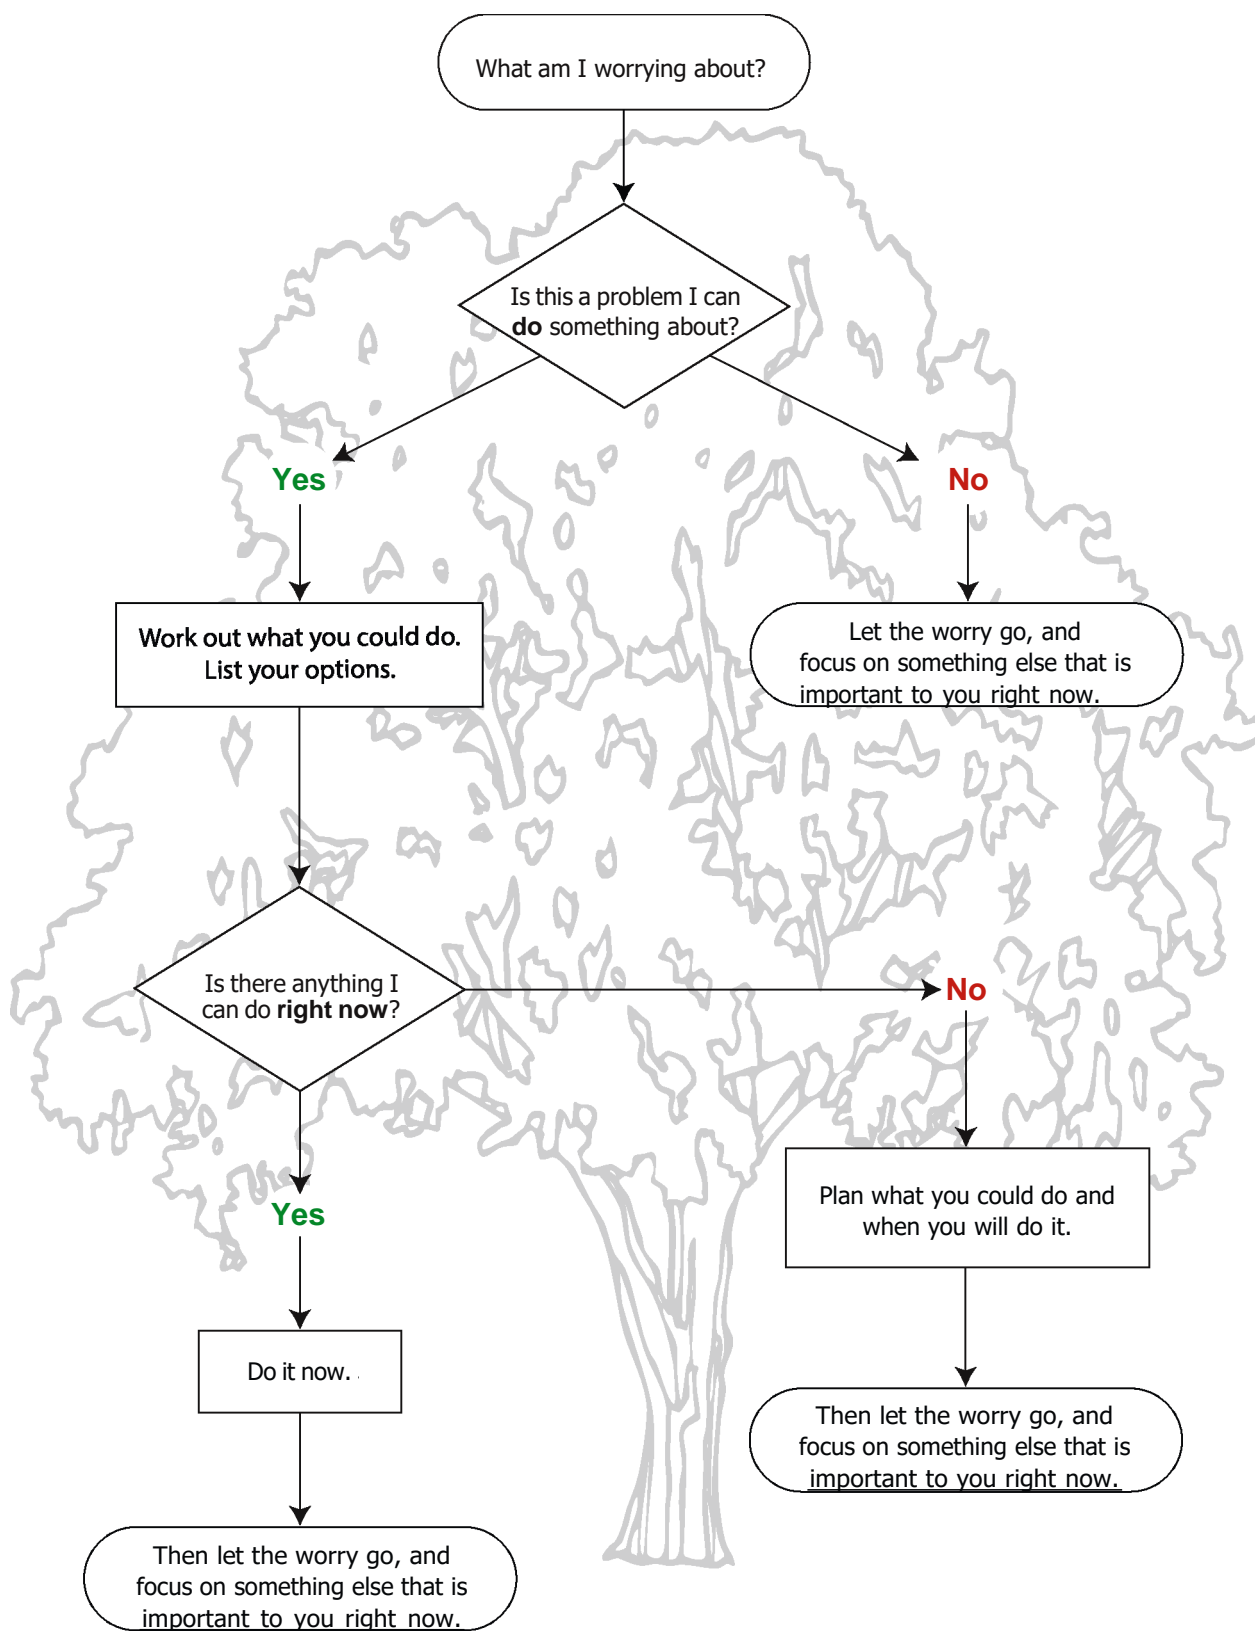 What am I worrying about?
Is this a problem I can
do something about?
Yes
No
Work out what you could do.
List your options.
Let the worry go, and
focus on something else that is
important to you right now.
Is there anything I
can do right now?
No
Yes
Plan what you could do and
when you will do it.
Do it now.
Then let the worry go, and
focus on something else that is
important to you right now.
Then let the worry go, and
focus on something else that is
important to you right now.